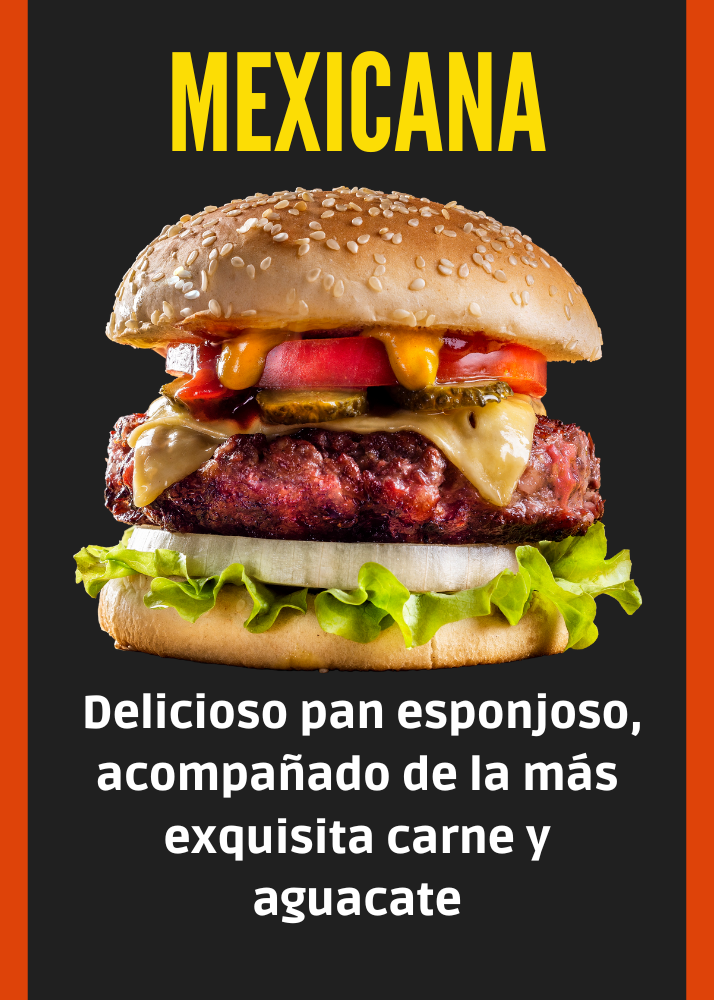 MEXICANA
Delicioso pan esponjoso,
acompañado de la más
exquisita carne y
aguacate